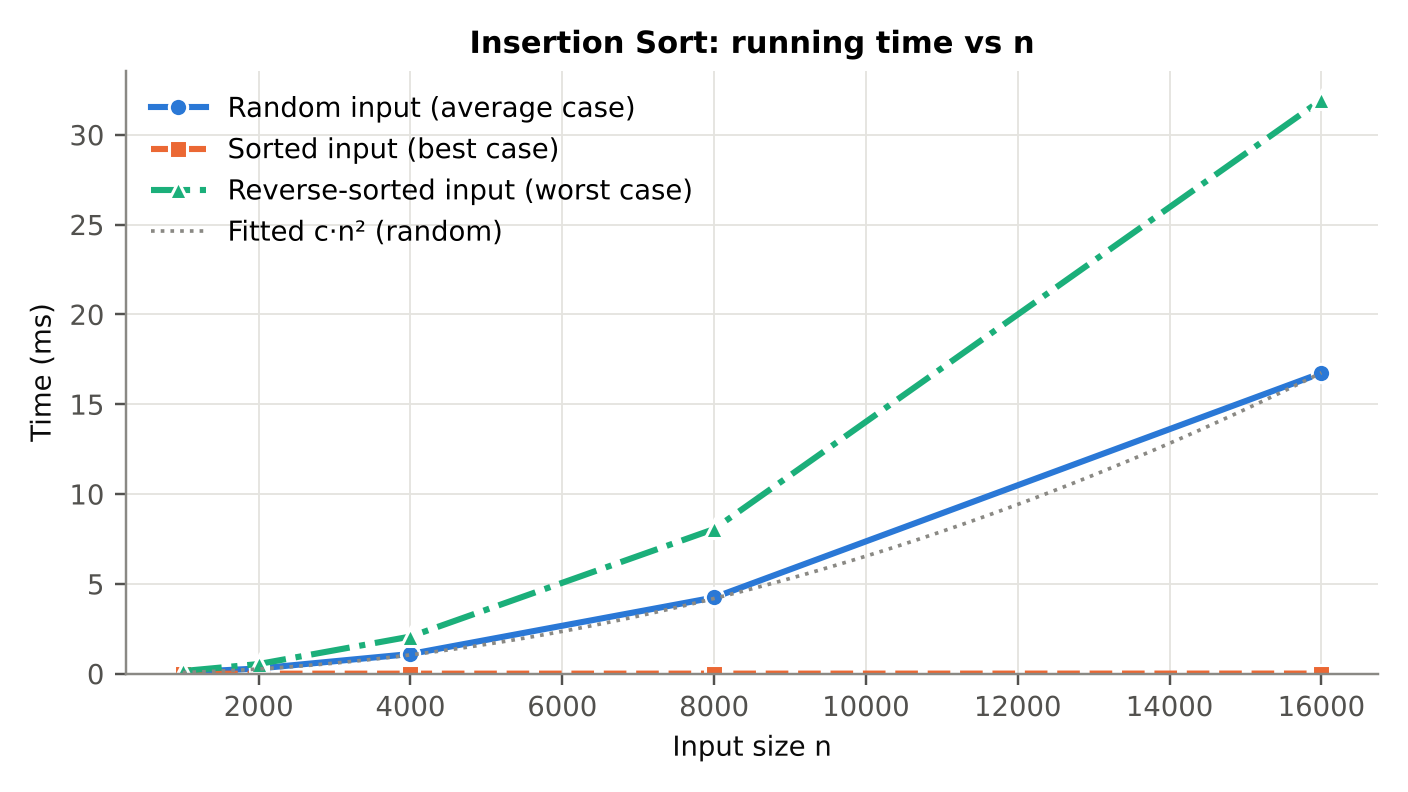 Insertion Sort: running time vs n
Random input (average case)
Sorted input (best case)
Reverse-sorted input (worst case)
Fitted c·n² (random)
Time (ms)
30
25
20
15
10
5
0
2000 4000 6000 8000 10000 12000 14000 16000
Input size n